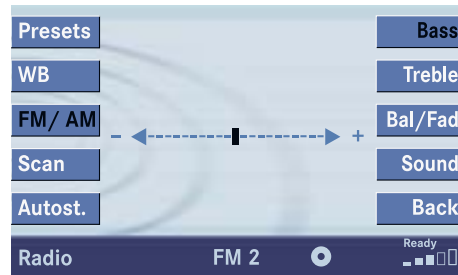 Presets
Bass
WB
Treble
FM/ AM
Bal/Fad
- +
Scan
Sound
Autost.
Back
Radio FM 2 Ready